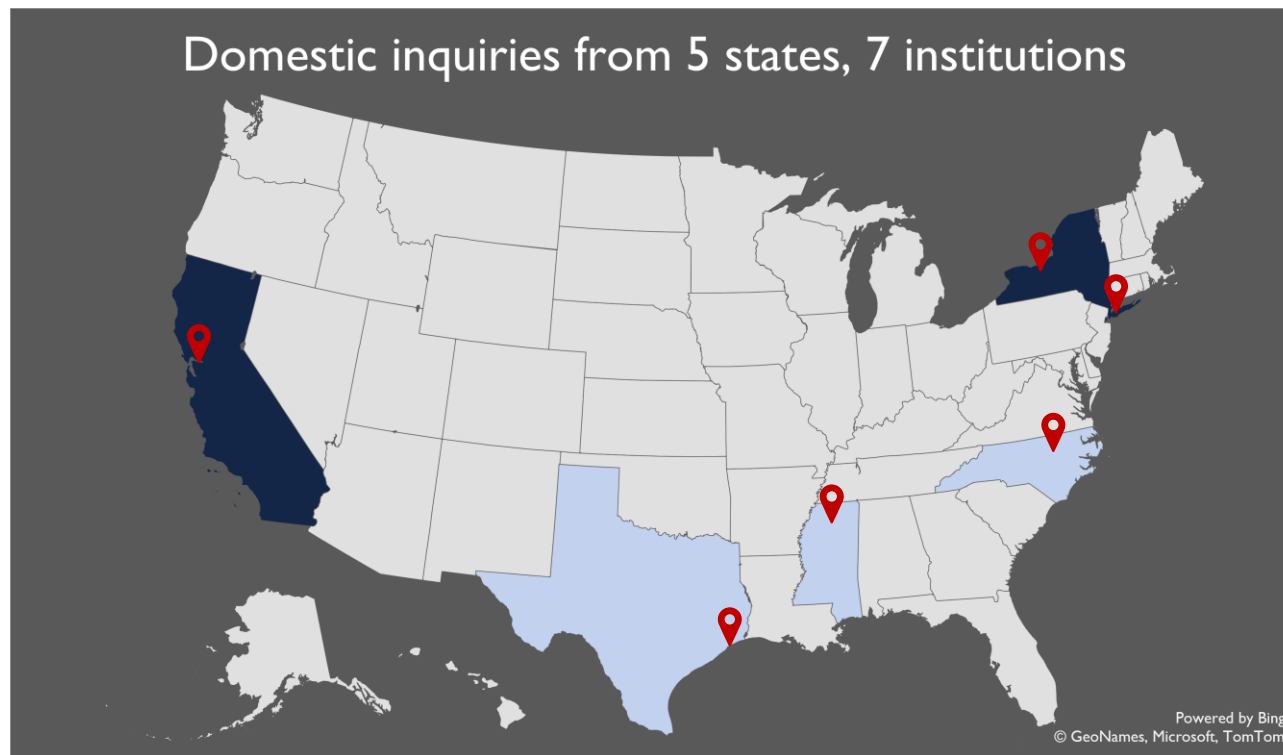 Domestic inquiries from 5 states, 7 institutions
Powered by Bing
© GeoNames, Microsoft, TomTom